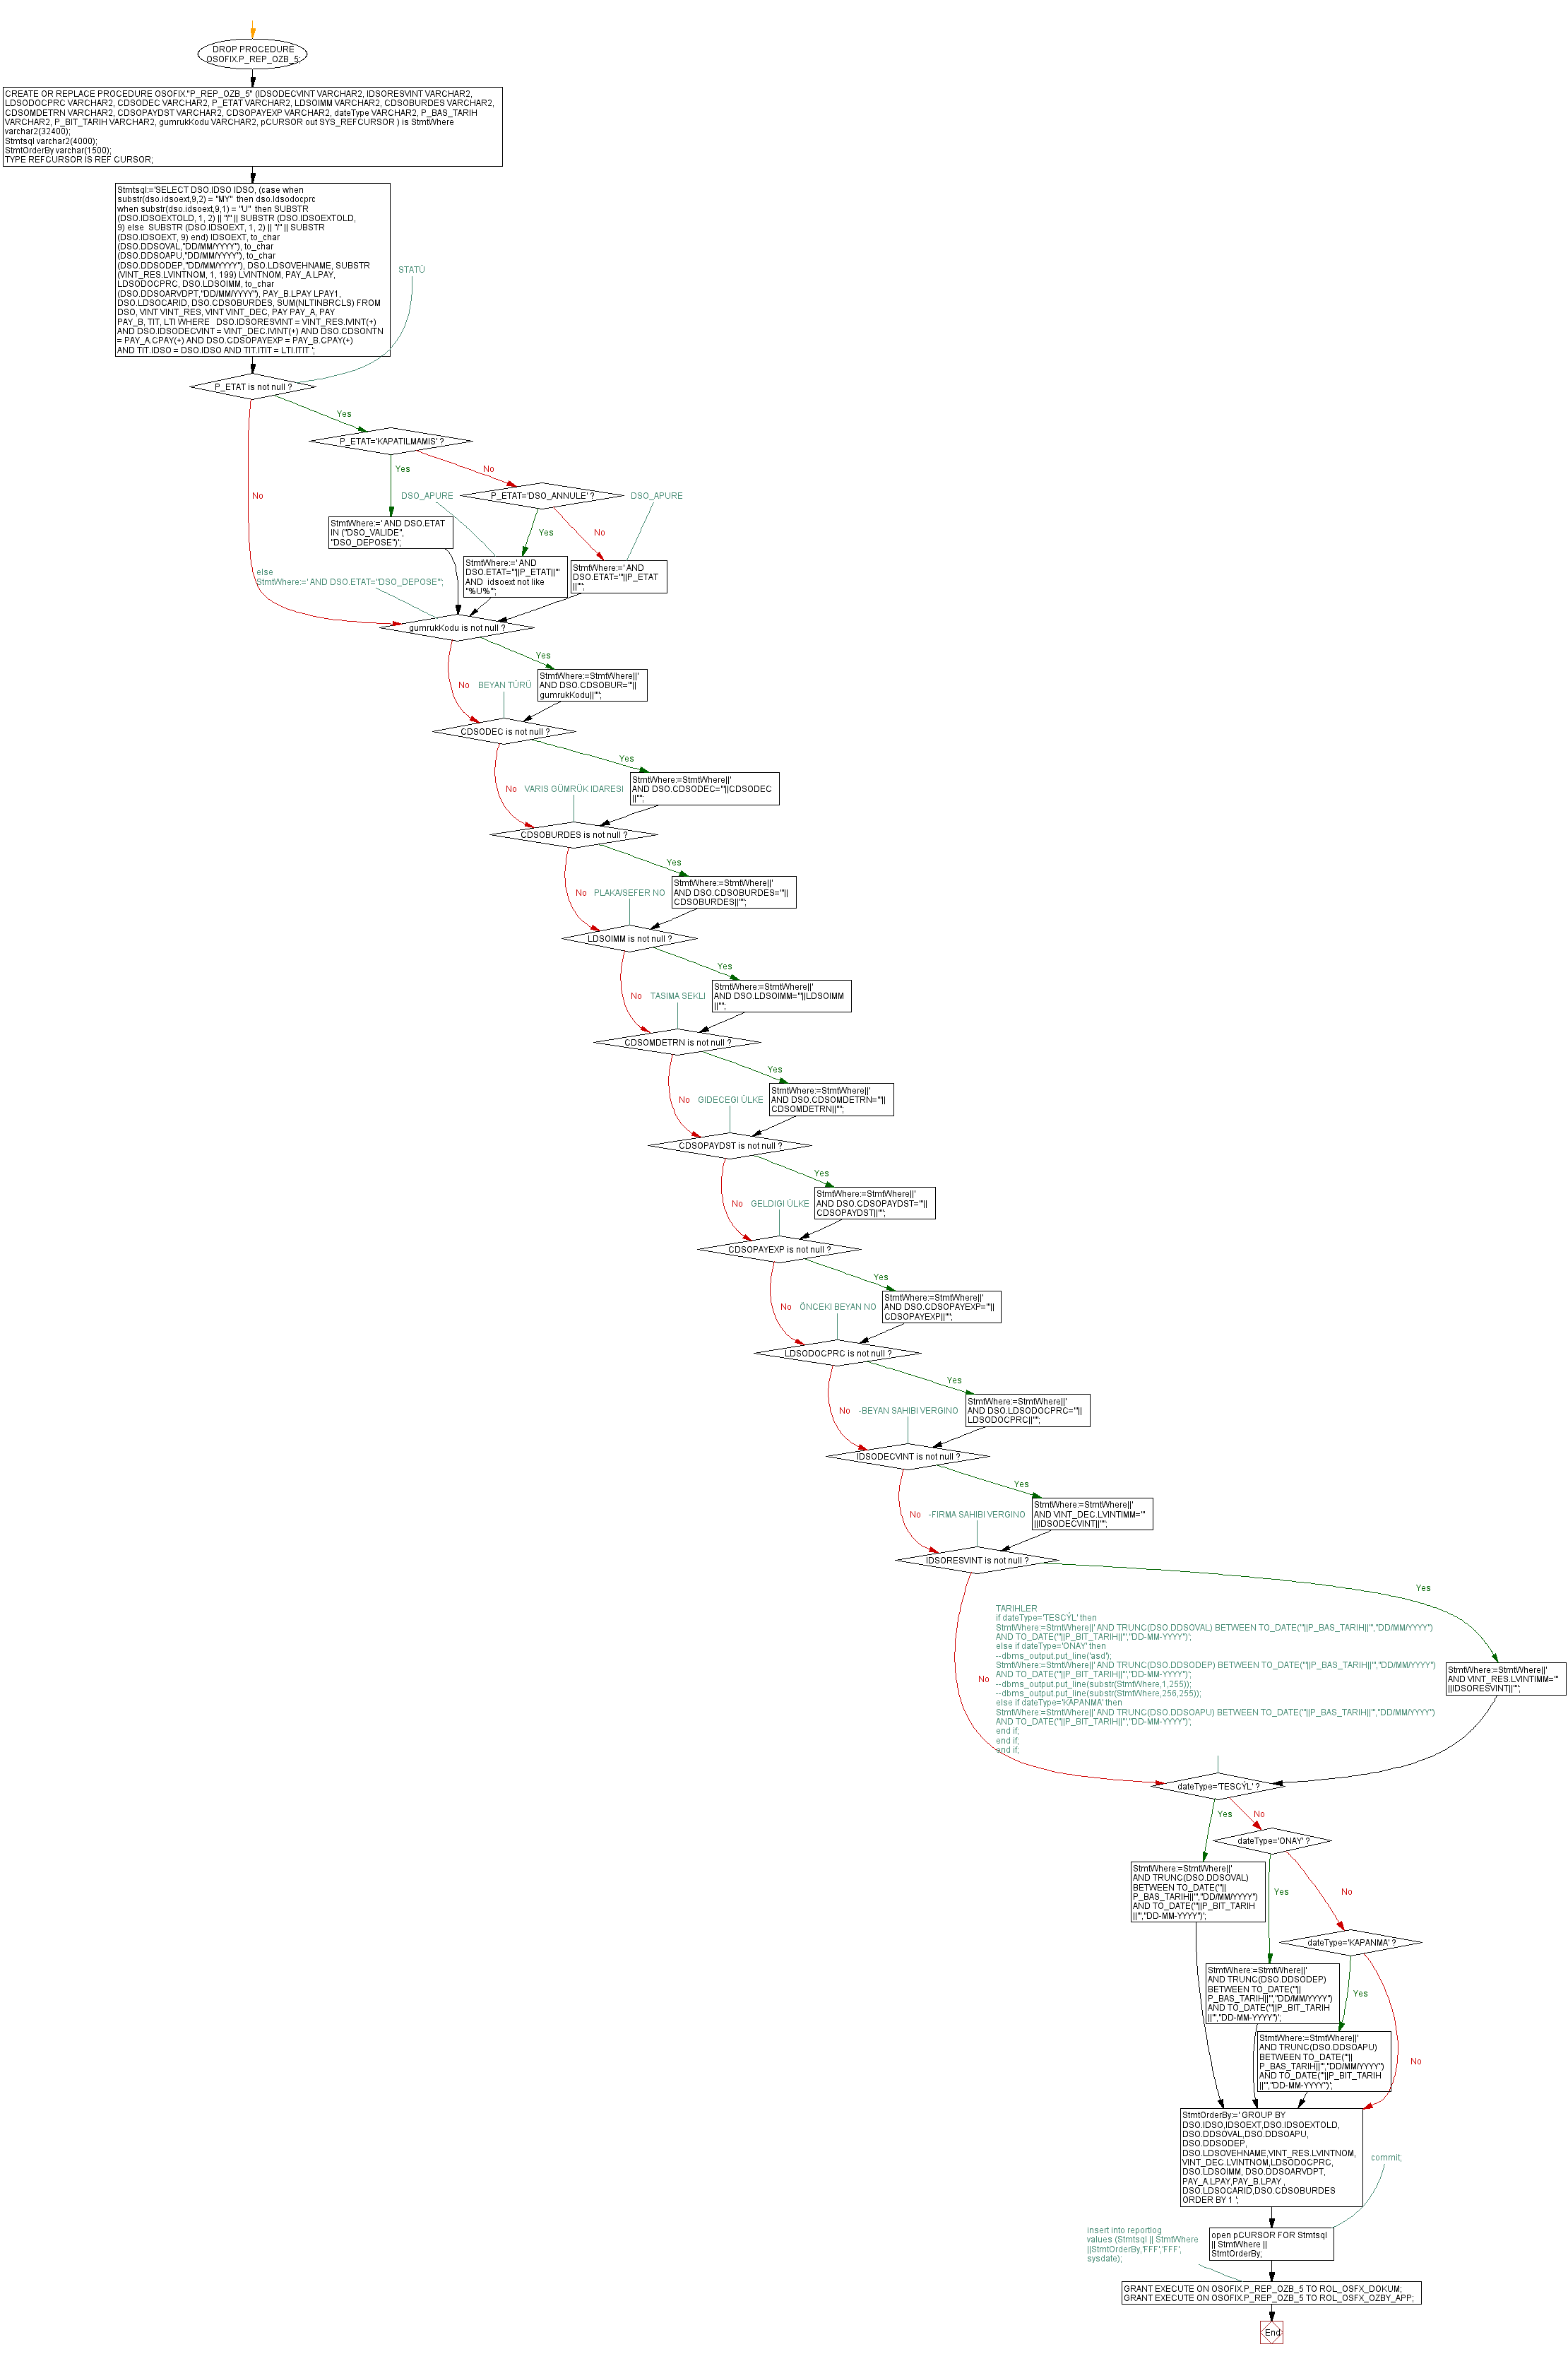 DROP PROCEDURE
OSOFIX.P_REP_OZB_5;
CREATE OR REPLACE PROCEDURE OSOFIX."P_REP_OZB_5" (IDSODECVINT VARCHAR2, IDSORESVINT VARCHAR2,
LDSODOCPRC VARCHAR2, CDSODEC VARCHAR2, P_ETAT VARCHAR2, LDSOIMM VARCHAR2, CDSOBURDES VARCHAR2,
CDSOMDETRN VARCHAR2, CDSOPAYDST VARCHAR2, CDSOPAYEXP VARCHAR2, dateType VARCHAR2, P_BAS_TARIH
VARCHAR2, P_BIT_TARIH VARCHAR2, gumrukKodu VARCHAR2, pCURSOR out SYS_REFCURSOR ) is StmtWhere
varchar2(32400);
Stmtsql varchar2(4000);
StmtOrderBy varchar(1500);
TYPE REFCURSOR IS REF CURSOR;
Stmtsql:='SELECT DSO.IDSO IDSO, (case when
substr(dso.idsoext,9,2) = ''MY'' then dso.ldsodocprc
when substr(dso.idsoext,9,1) = ''U'' then SUBSTR
(DSO.IDSOEXTOLD, 1, 2) || ''/'' || SUBSTR (DSO.IDSOEXTOLD,
9) else SUBSTR (DSO.IDSOEXT, 1, 2) || ''/'' || SUBSTR
(DSO.IDSOEXT, 9) end) IDSOEXT, to_char
(DSO.DDSOVAL,''DD/MM/YYYY''), to_char
(DSO.DDSOAPU,''DD/MM/YYYY''), to_char
(DSO.DDSODEP,''DD/MM/YYYY''), DSO.LDSOVEHNAME, SUBSTR
(VINT_RES.LVINTNOM, 1, 199) LVINTNOM, PAY_A.LPAY,
LDSODOCPRC, DSO.LDSOIMM, to_char
(DSO.DDSOARVDPT,''DD/MM/YYYY''), PAY_B.LPAY LPAY1,
DSO.LDSOCARID, DSO.CDSOBURDES, SUM(NLTINBRCLS) FROM
DSO, VINT VINT_RES, VINT VINT_DEC, PAY PAY_A, PAY
PAY_B, TIT, LTI WHERE DSO.IDSORESVINT = VINT_RES.IVINT(+)
AND DSO.IDSODECVINT = VINT_DEC.IVINT(+) AND DSO.CDSONTN
= PAY_A.CPAY(+) AND DSO.CDSOPAYEXP = PAY_B.CPAY(+)
AND TIT.IDSO = DSO.IDSO AND TIT.ITIT = LTI.ITIT ';
STATÜ
P_ETAT is not null ?
Yes
No
P_ETAT='KAPATILMAMIS' ?
Yes
No
P_ETAT='DSO_ANNULE' ?
DSO_APURE
DSO_APURE
Yes
No
StmtWhere:=' AND DSO.ETAT
IN (''DSO_VALIDE'',
''DSO_DEPOSE'')';
StmtWhere:=' AND
DSO.ETAT='''||P_ETAT||'''
AND idsoext not like
''%U%''';
StmtWhere:=' AND
DSO.ETAT='''||P_ETAT
||'''';
else
StmtWhere:=' AND DSO.ETAT=''DSO_DEPOSE''';
gumrukKodu is not null ?
Yes
No
BEYAN TÜRÜ
StmtWhere:=StmtWhere||'
AND DSO.CDSOBUR='''||
gumrukKodu||'''';
CDSODEC is not null ?
Yes
No
VARIS GÜMRÜK IDARESI
StmtWhere:=StmtWhere||'
AND DSO.CDSODEC='''||CDSODEC
||'''';
CDSOBURDES is not null ?
Yes
No
PLAKA/SEFER NO
StmtWhere:=StmtWhere||'
AND DSO.CDSOBURDES='''||
CDSOBURDES||'''';
LDSOIMM is not null ?
Yes
No
TASIMA SEKLI
StmtWhere:=StmtWhere||'
AND DSO.LDSOIMM='''||LDSOIMM
||'''';
CDSOMDETRN is not null ?
Yes
No
GIDECEGI ÜLKE
StmtWhere:=StmtWhere||'
AND DSO.CDSOMDETRN='''||
CDSOMDETRN||'''';
CDSOPAYDST is not null ?
Yes
No
GELDIGI ÜLKE
StmtWhere:=StmtWhere||'
AND DSO.CDSOPAYDST='''||
CDSOPAYDST||'''';
CDSOPAYEXP is not null ?
Yes
No
ÖNCEKI BEYAN NO
StmtWhere:=StmtWhere||'
AND DSO.CDSOPAYEXP='''||
CDSOPAYEXP||'''';
LDSODOCPRC is not null ?
Yes
No
-BEYAN SAHIBI VERGINO
StmtWhere:=StmtWhere||'
AND DSO.LDSODOCPRC='''||
LDSODOCPRC||'''';
IDSODECVINT is not null ?
Yes
No
-FIRMA SAHIBI VERGINO
StmtWhere:=StmtWhere||'
AND VINT_DEC.LVINTIMM='''
||IDSODECVINT||'''';
IDSORESVINT is not null ?
Yes
TARIHLER
if dateType='TESCÝL' then
StmtWhere:=StmtWhere||' AND TRUNC(DSO.DDSOVAL) BETWEEN TO_DATE('''||P_BAS_TARIH||''',''DD/MM/YYYY'')
AND TO_DATE('''||P_BIT_TARIH||''',''DD-MM-YYYY'')';
else if dateType='ONAY' then
--dbms_output.put_line('asd');
StmtWhere:=StmtWhere||' AND TRUNC(DSO.DDSODEP) BETWEEN TO_DATE('''||P_BAS_TARIH||''',''DD/MM/YYYY'')
AND TO_DATE('''||P_BIT_TARIH||''',''DD-MM-YYYY'')';
--dbms_output.put_line(substr(StmtWhere,1,255));
--dbms_output.put_line(substr(StmtWhere,256,255));
else if dateType='KAPANMA' then
StmtWhere:=StmtWhere||' AND TRUNC(DSO.DDSOAPU) BETWEEN TO_DATE('''||P_BAS_TARIH||''',''DD/MM/YYYY'')
AND TO_DATE('''||P_BIT_TARIH||''',''DD-MM-YYYY'')';
end if;
end if;
end if;
No
StmtWhere:=StmtWhere||'
AND VINT_RES.LVINTIMM='''
||IDSORESVINT||'''';
dateType='TESCÝL' ?
Yes
No
dateType='ONAY' ?
StmtWhere:=StmtWhere||'
AND TRUNC(DSO.DDSOVAL)
BETWEEN TO_DATE('''||
P_BAS_TARIH||''',''DD/MM/YYYY'')
AND TO_DATE('''||P_BIT_TARIH
||''',''DD-MM-YYYY'')';
Yes
No
dateType='KAPANMA' ?
StmtWhere:=StmtWhere||'
AND TRUNC(DSO.DDSODEP)
BETWEEN TO_DATE('''||
P_BAS_TARIH||''',''DD/MM/YYYY'')
AND TO_DATE('''||P_BIT_TARIH
||''',''DD-MM-YYYY'')';
Yes
No
StmtWhere:=StmtWhere||'
AND TRUNC(DSO.DDSOAPU)
BETWEEN TO_DATE('''||
P_BAS_TARIH||''',''DD/MM/YYYY'')
AND TO_DATE('''||P_BIT_TARIH
||''',''DD-MM-YYYY'')';
StmtOrderBy:=' GROUP BY
DSO.IDSO,IDSOEXT,DSO.IDSOEXTOLD,
DSO.DDSOVAL,DSO.DDSOAPU,
DSO.DDSODEP,
DSO.LDSOVEHNAME,VINT_RES.LVINTNOM,
VINT_DEC.LVINTNOM,LDSODOCPRC,
DSO.LDSOIMM, DSO.DDSOARVDPT,
PAY_A.LPAY,PAY_B.LPAY ,
DSO.LDSOCARID,DSO.CDSOBURDES
ORDER BY 1 ';
commit;
open pCURSOR FOR Stmtsql
|| StmtWhere ||
StmtOrderBy;
insert into reportlog
values (Stmtsql || StmtWhere
||StmtOrderBy,'FFF','FFF',
sysdate);
GRANT EXECUTE ON OSOFIX.P_REP_OZB_5 TO ROL_OSFX_DOKUM;
GRANT EXECUTE ON OSOFIX.P_REP_OZB_5 TO ROL_OSFX_OZBY_APP;
End